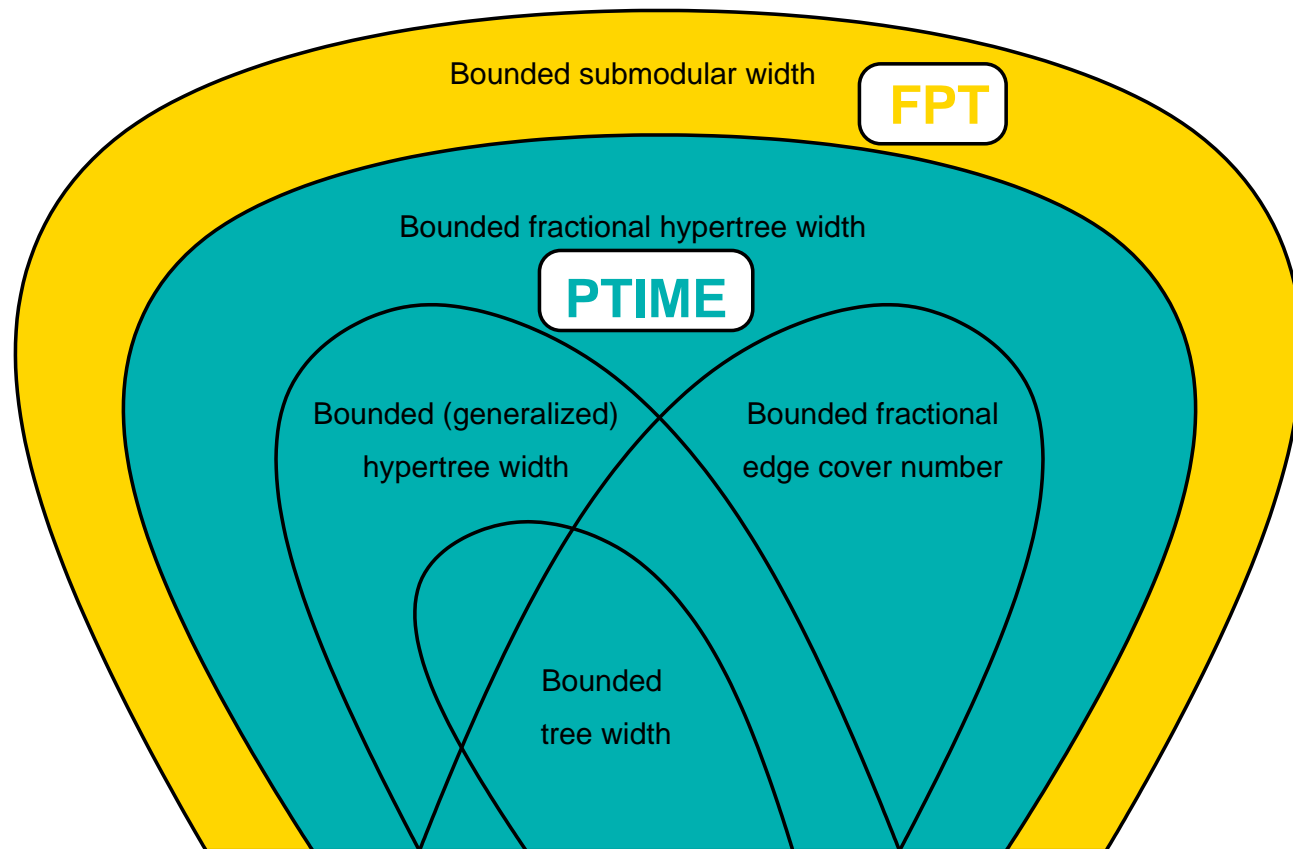 Bounded submodular width
FPT
Bounded fractional hypertree width
PTIME
Bounded (generalized)
hypertree width
Bounded fractional
edge cover number
Bounded
tree width